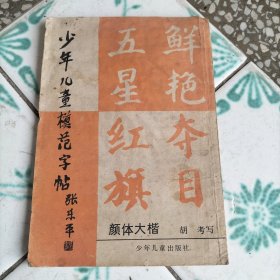 少年儿童模范字帖
张乐平
鲜艳夺目
五星红旗
颜体大楷
胡考写
少年儿童出版社